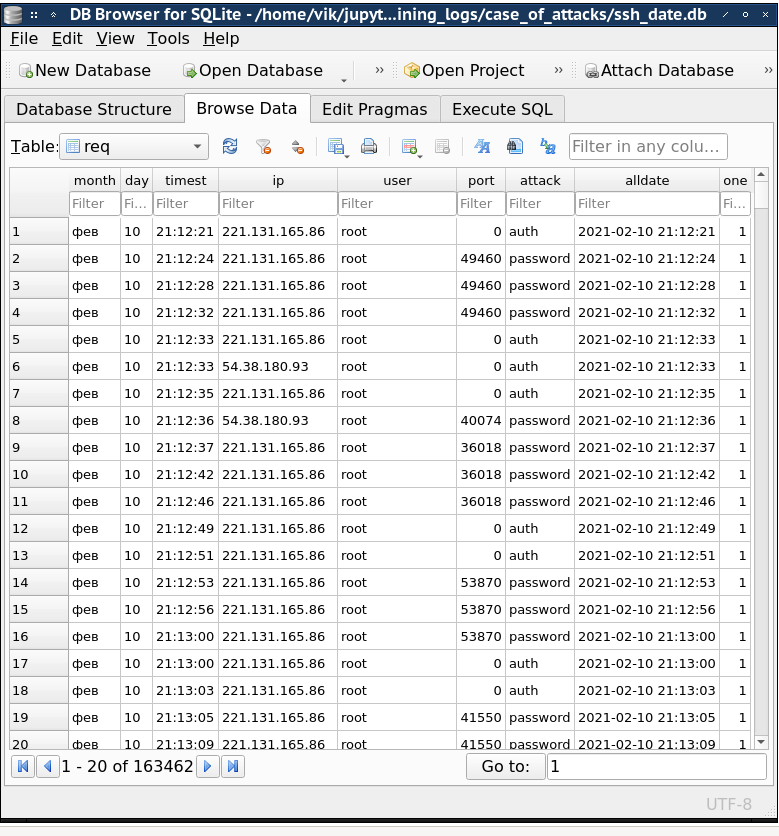 DB Browser for SQLite - /home/vik/jupyt...ining_logs/case_of_attacks/ssh_date.db
File Edit View Tools Help
New Database Open Database » Open Project » Attach Database »
Database Structure Browse Data Edit Pragmas Execute SQL
Table: req Filter in any colu...
month day timest ip user port attack alldate one
Filter Fi... Filter Filter Filter Filter Filter Filter Fi...
1 фев 10 21:12:21 221.131.165.86 root 0 auth 2021-02-10 21:12:21 1
2 фев 10 21:12:24 221.131.165.86 root 49460 password 2021-02-10 21:12:24 1
3 фев 10 21:12:28 221.131.165.86 root 49460 password 2021-02-10 21:12:28 1
4 фев 10 21:12:32 221.131.165.86 root 49460 password 2021-02-10 21:12:32 1
5 фев 10 21:12:33 221.131.165.86 root 0 auth 2021-02-10 21:12:33 1
6 фев 10 21:12:33 54.38.180.93 root 0 auth 2021-02-10 21:12:33 1
7 фев 10 21:12:35 221.131.165.86 root 0 auth 2021-02-10 21:12:35 1
8 фев 10 21:12:36 54.38.180.93 root 40074 password 2021-02-10 21:12:36 1
9 фев 10 21:12:37 221.131.165.86 root 36018 password 2021-02-10 21:12:37 1
10 фев 10 21:12:42 221.131.165.86 root 36018 password 2021-02-10 21:12:42 1
11 фев 10 21:12:46 221.131.165.86 root 36018 password 2021-02-10 21:12:46 1
12 фев 10 21:12:49 221.131.165.86 root 0 auth 2021-02-10 21:12:49 1
13 фев 10 21:12:51 221.131.165.86 root 0 auth 2021-02-10 21:12:51 1
14 фев 10 21:12:53 221.131.165.86 root 53870 password 2021-02-10 21:12:53 1
15 фев 10 21:12:56 221.131.165.86 root 53870 password 2021-02-10 21:12:56 1
16 фев 10 21:13:00 221.131.165.86 root 53870 password 2021-02-10 21:13:00 1
17 фев 10 21:13:00 221.131.165.86 root 0 auth 2021-02-10 21:13:00 1
18 фев 10 21:13:03 221.131.165.86 root 0 auth 2021-02-10 21:13:03 1
19 фев 10 21:13:05 221.131.165.86 root 41550 password 2021-02-10 21:13:05 1
20 фев 10 21:13:09 221.131.165.86 root 41550 password 2021-02-10 21:13:09 1
1 - 20 of 163462 Go to: 1
UTF-8